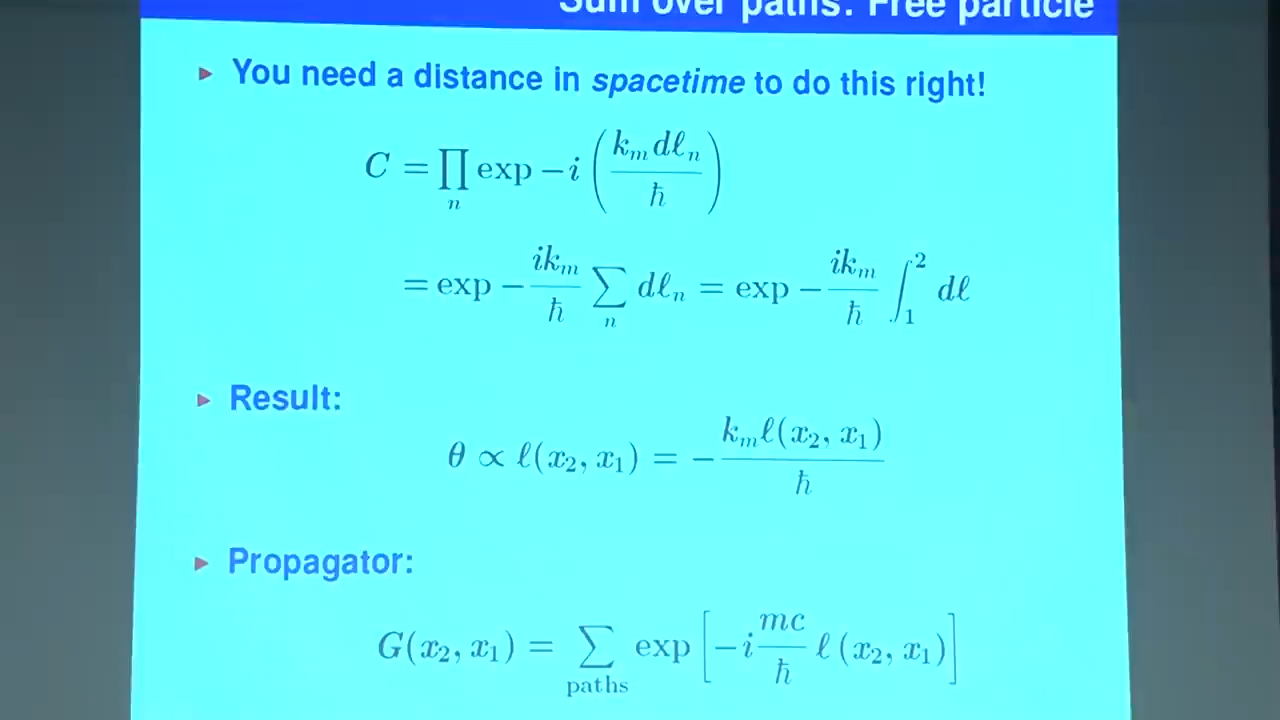 Sum over paths: Free particle
▸ You need a distance in spacetime to do this right!
C = ∏_n exp −i (k_m dℓ_n / ħ)
= exp − ik_m/ħ ∑_n dℓ_n = exp − ik_m/ħ ∫_1^2 dℓ
▸ Result:
θ ∝ ℓ(x_2, x_1) = − k_m ℓ(x_2, x_1) / ħ
▸ Propagator:
G(x_2, x_1) = ∑_paths exp [−i mc/ħ ℓ (x_2, x_1)]